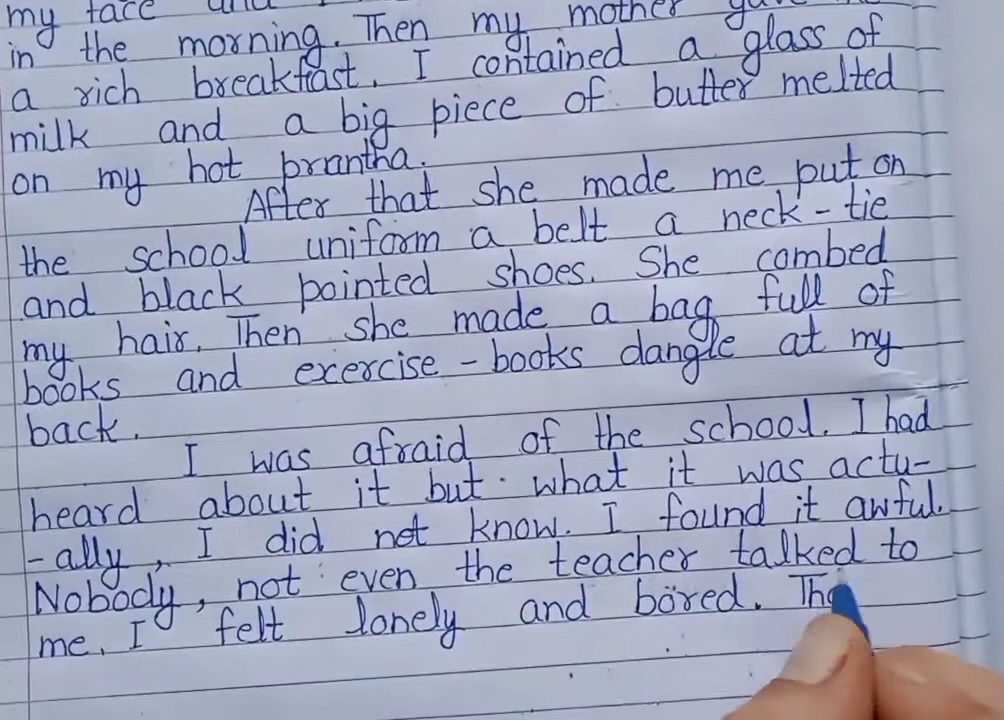 my face and
in the morning. Then my mother gave me
a rich breakfast. I contained a glass of
milk and a big piece of butter melted
on my hot prantha.
After that she made me put on
the school uniform a belt a neck-tie
and black pointed shoes. She combed
my hair. Then she made a bag full of
books and exercise-books dangle at my
back.
I was afraid of the school. I had
heard about it but what it was actu-
-ally, I did not know. I found it awful.
Nobody, not even the teacher talked to
me. I felt lonely and bored. The